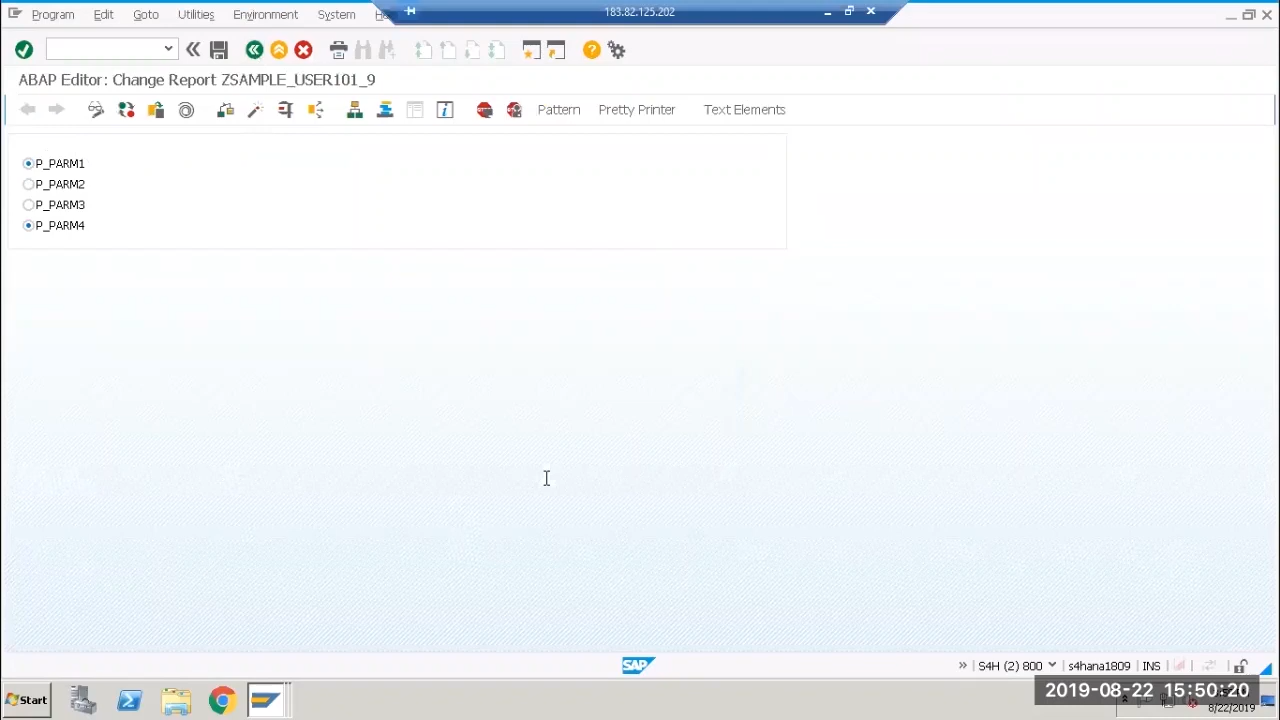 Program Edit Goto Utilities Environment System
183.82.125.202
ABAP Editor: Change Report ZSAMPLE_USER101_9
Pattern Pretty Printer Text Elements
P_PARM1
P_PARM2
P_PARM3
P_PARM4
SAP
S4H (2) 800 s4hana1809 INS
Start
2019-08-22 15:50:20
8/22/2019